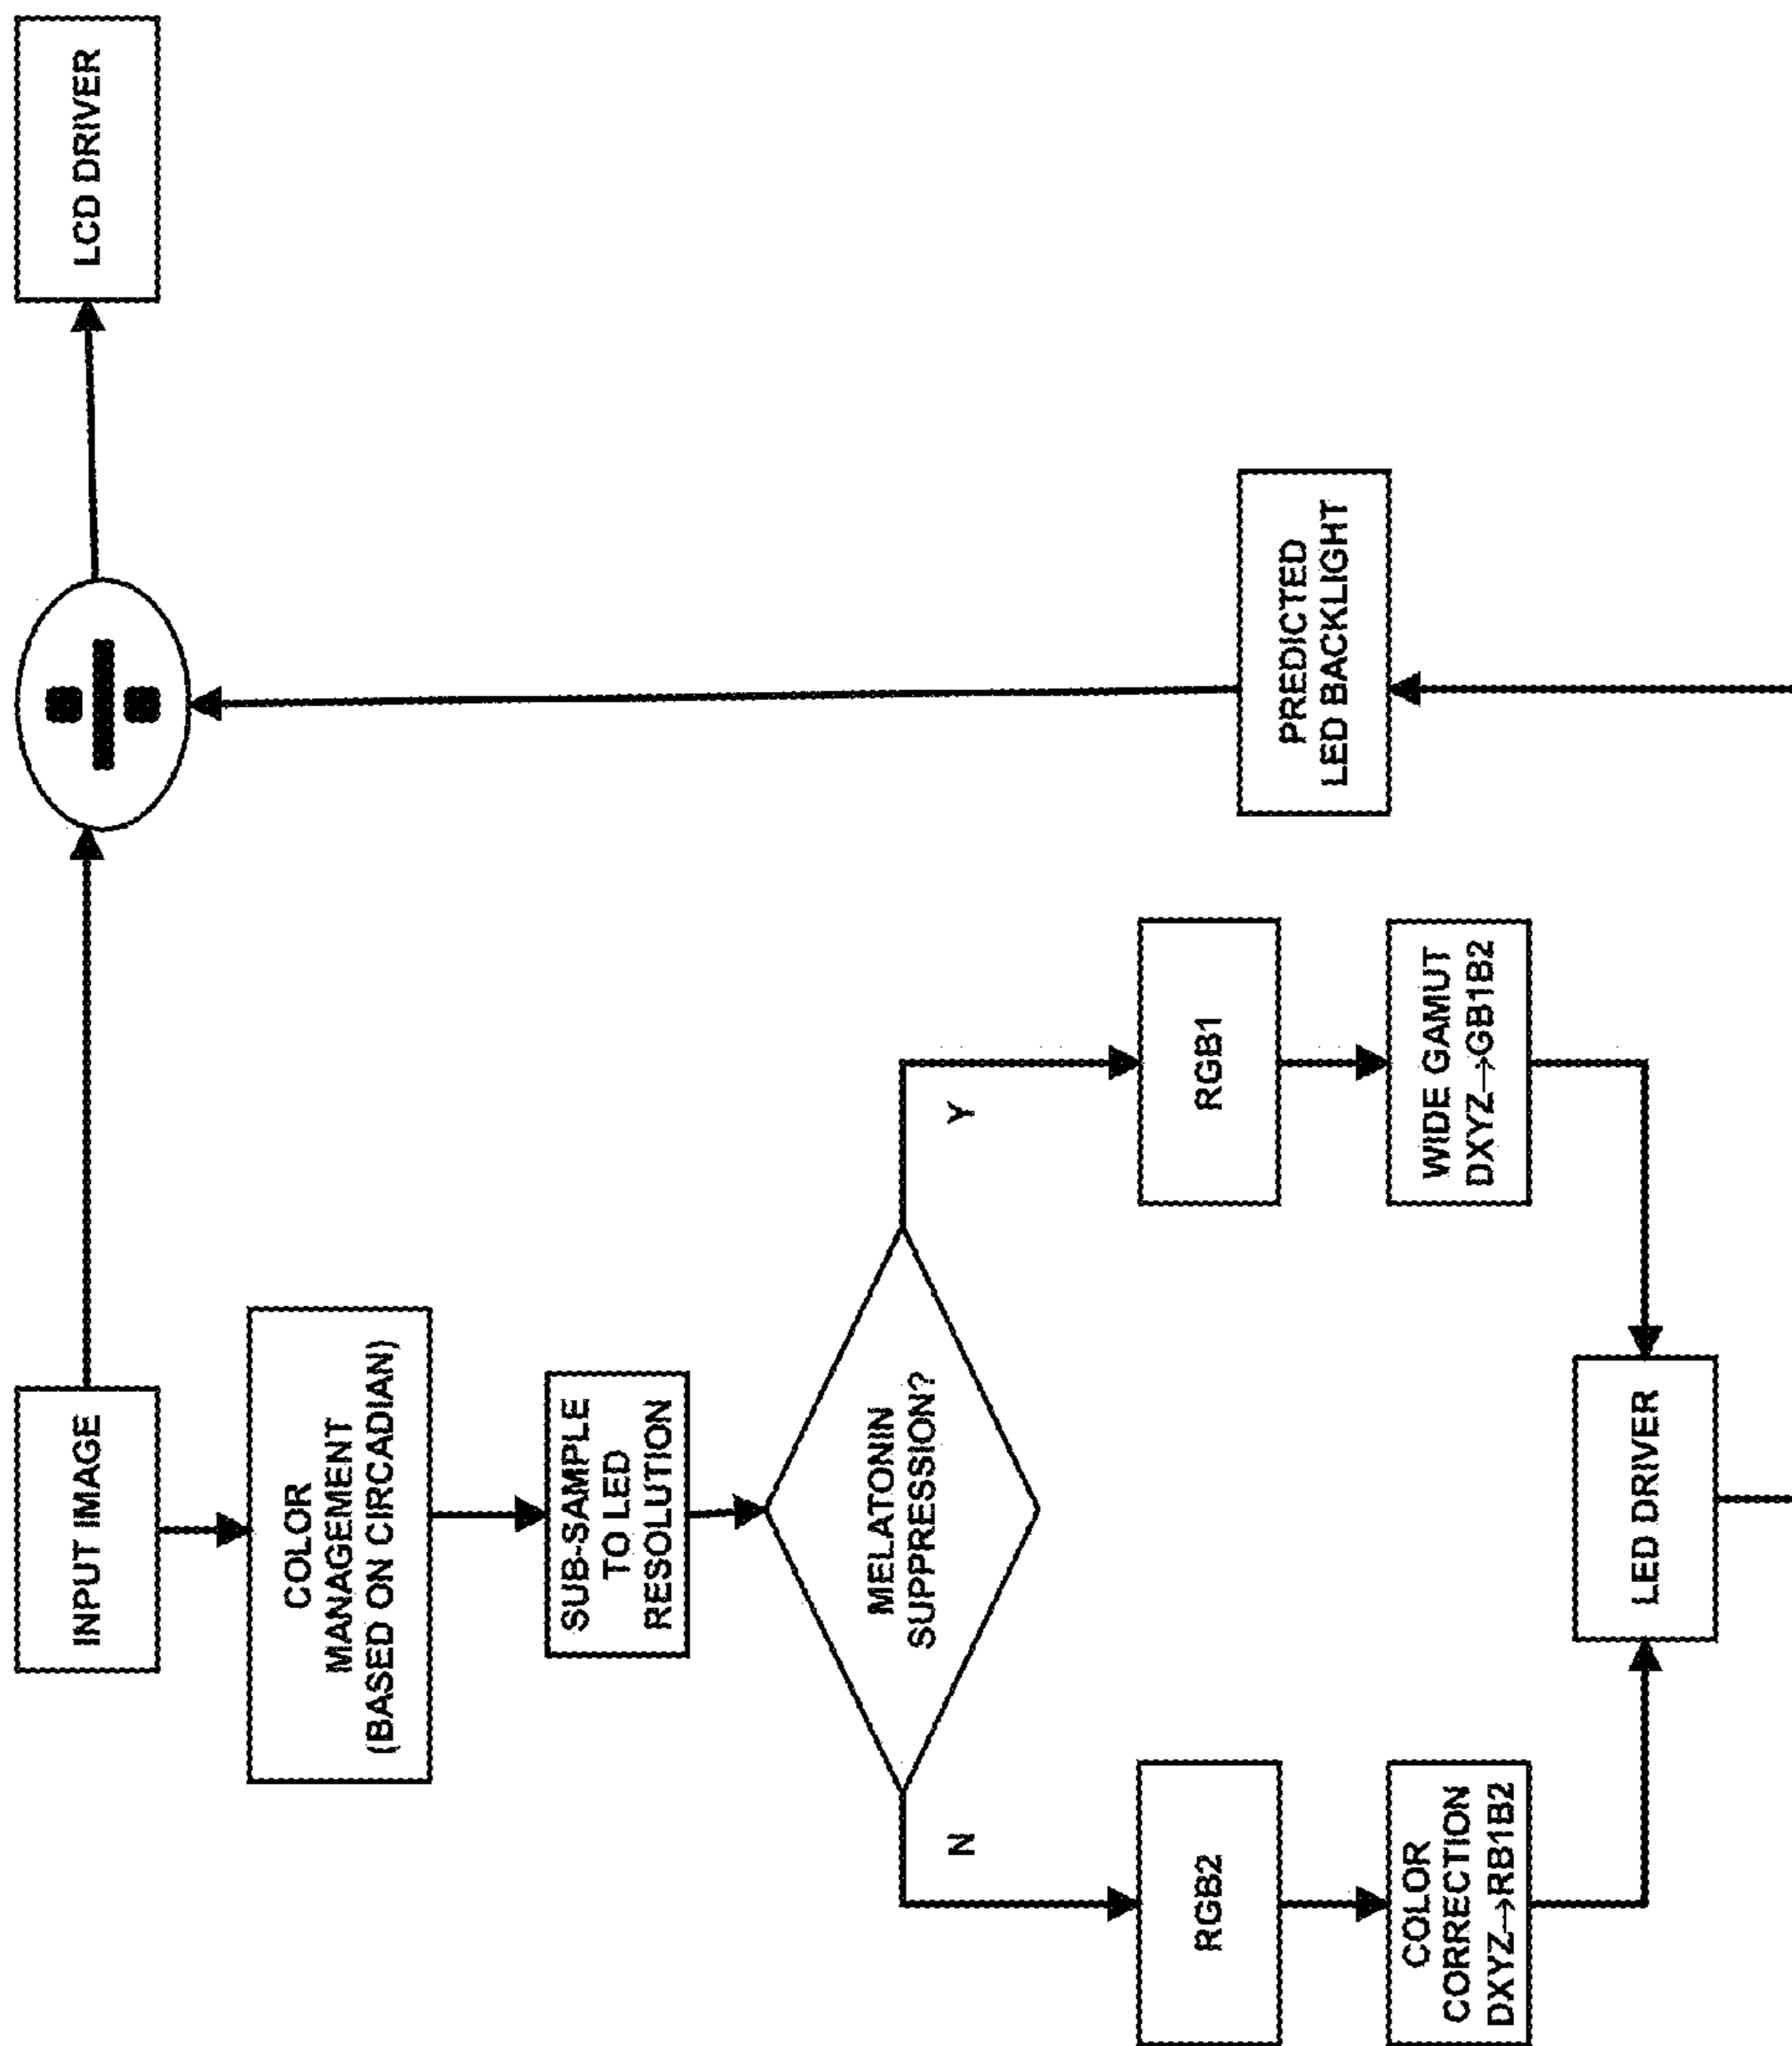 INPUT IMAGE
LCD DRIVER
COLOR
MANAGEMENT
(BASED ON CIRCADIAN)
SUB-SAMPLE
TO LED
RESOLUTION
MELATONIN
SUPPRESSION?
N
Y
RGB2
RGB1
COLOR
CORRECTION
DXYZ→RB1B2
WIDE GAMUT
DXYZ→GB1B2
LED DRIVER
PREDICTED
LED BACKLIGHT